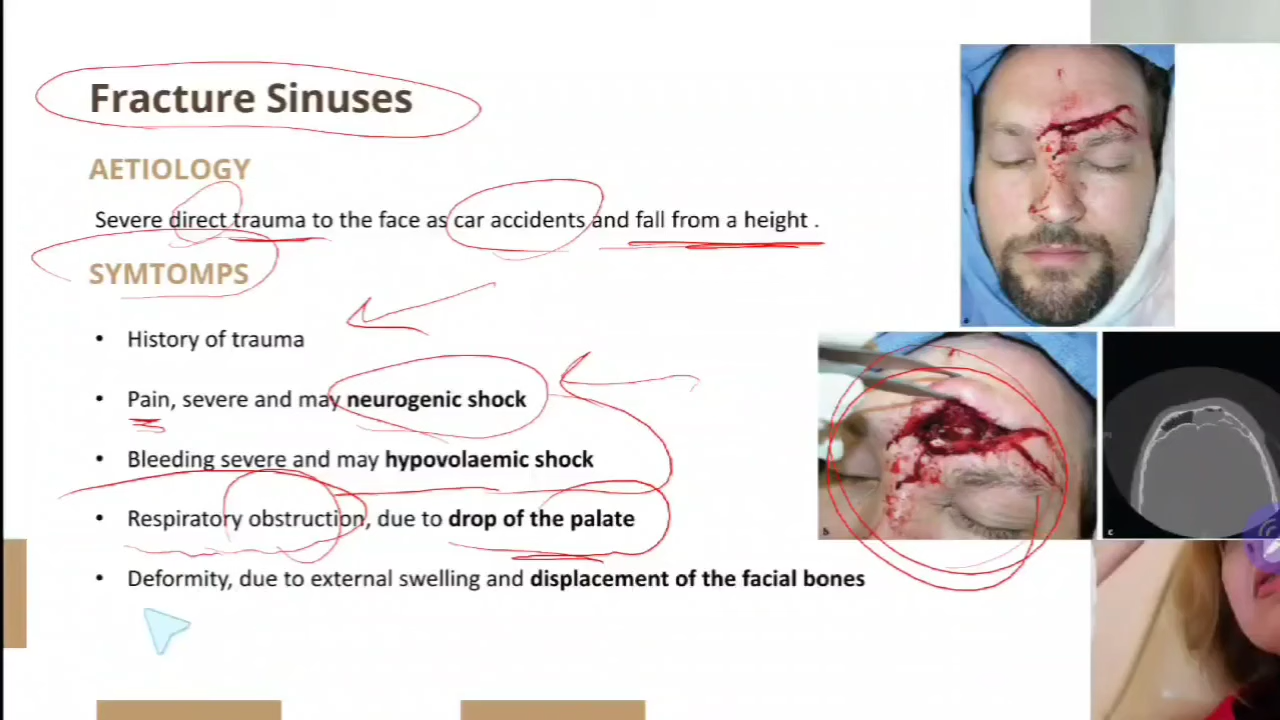 Fracture Sinuses
AETIOLOGY
Severe direct trauma to the face as car accidents and fall from a height .
SYMTOMPS
• History of trauma
• Pain, severe and may neurogenic shock
• Bleeding severe and may hypovolaemic shock
• Respiratory obstruction, due to drop of the palate
• Deformity, due to external swelling and displacement of the facial bones